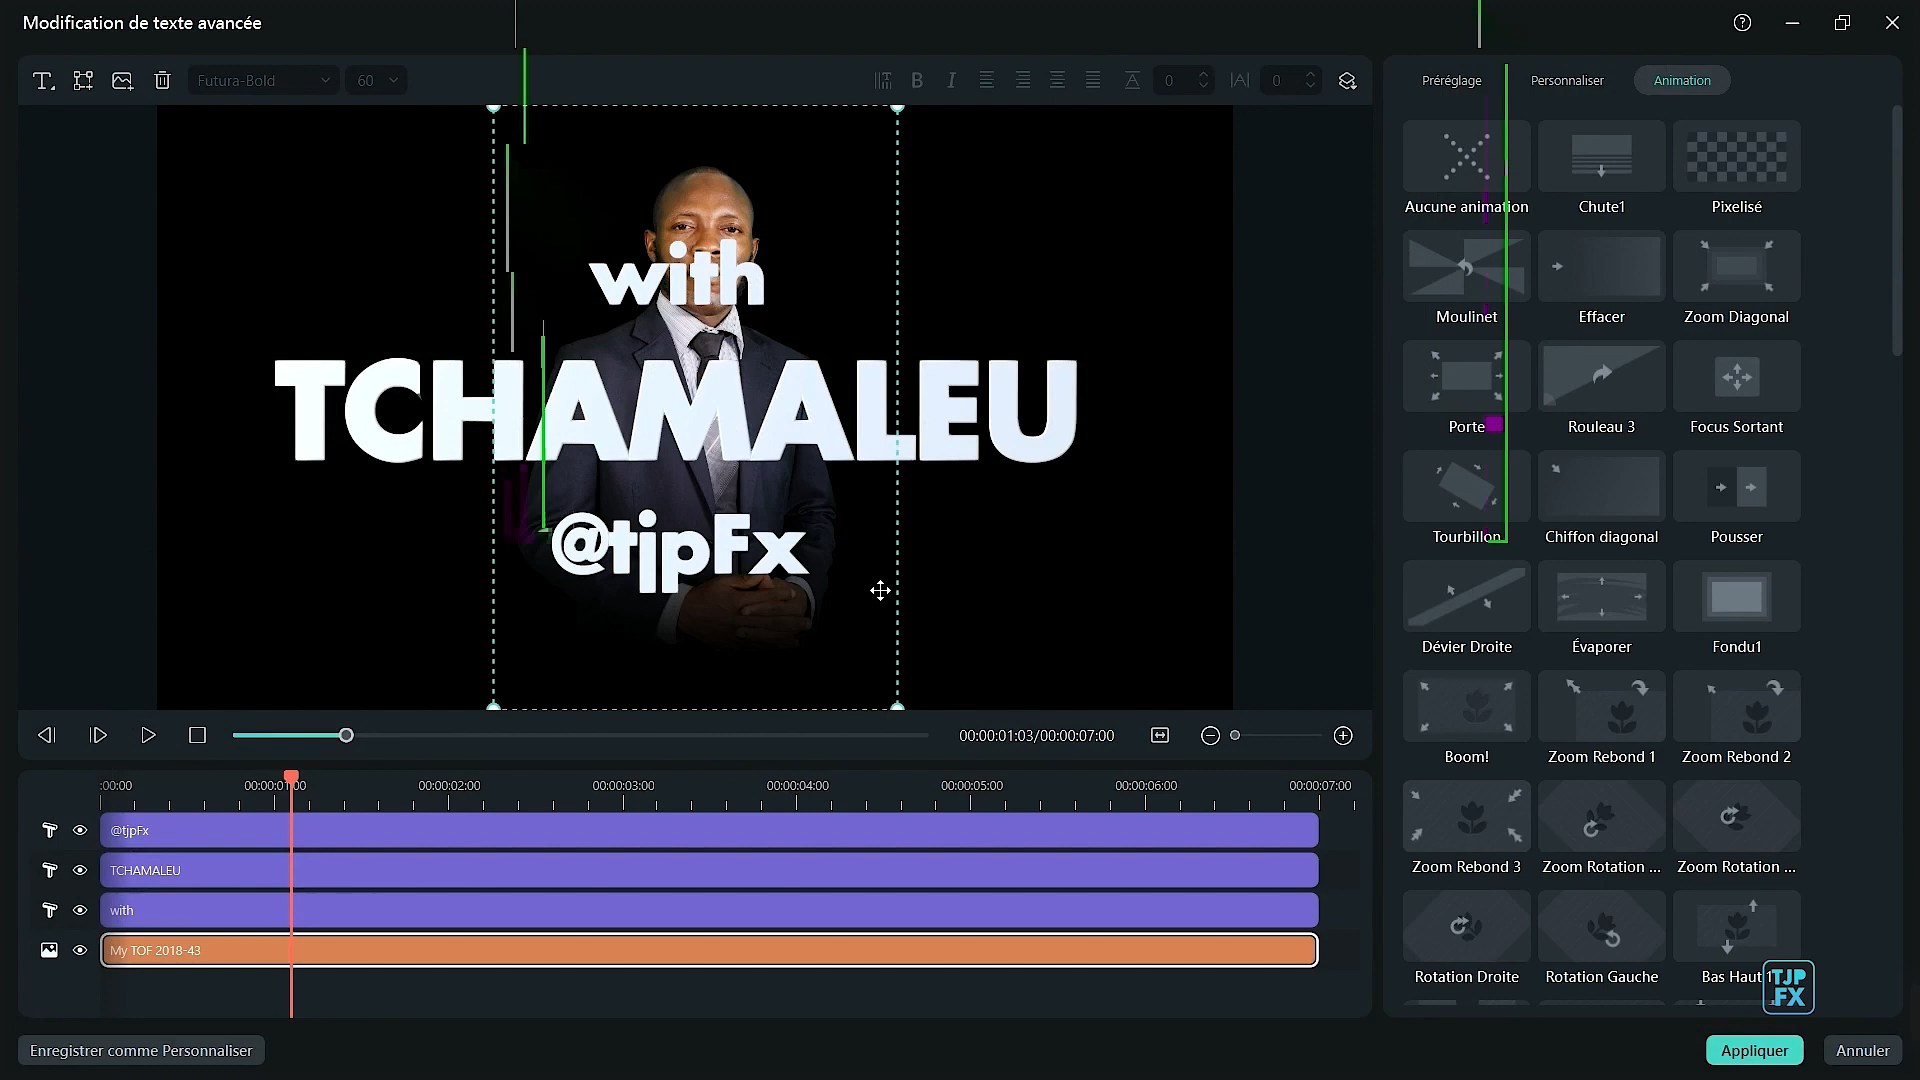 Modification de texte avancée
Futura-Bold
60
B
I
0
0
Préréglage
Personnaliser
Animation
Aucune animation
Chute1
Pixelisé
Moulinet
Effacer
Zoom Diagonal
Porte
Rouleau 3
Focus Sortant
Tourbillon
Chiffon diagonal
Pousser
Dévier Droite
Évaporer
Fondu1
Boom!
Zoom Rebond 1
Zoom Rebond 2
Zoom Rebond 3
Zoom Rotation ...
Zoom Rotation ...
Rotation Droite
Rotation Gauche
Bas Haut 1
with
TCHAMALEU
@tjpFx
00:00:01:03/00:00:07:00
:00:00
00:00:01:00
00:00:02:00
00:00:03:00
00:00:04:00
00:00:05:00
00:00:06:00
00:00:07:00
@tjpFx
TCHAMALEU
with
My TOF 2018-43
TJP
FX
Enregistrer comme Personnaliser
Appliquer
Annuler